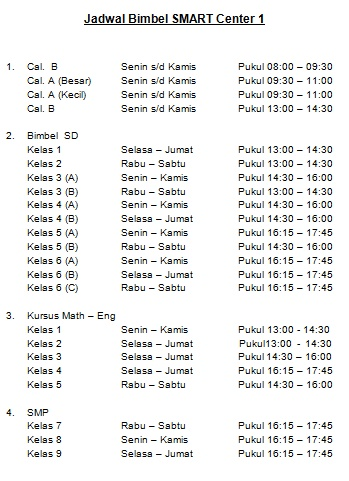 Jadwal Bimbel SMART Center 1
1. Cal. B Senin s/d Kamis Pukul 08:00 – 09:30
Cal. A (Besar) Senin s/d Kamis Pukul 09:30 – 11:00
Cal. A (Kecil) Senin s/d Kamis Pukul 09:30 – 11:00
Cal. B Senin s/d Kamis Pukul 13:00 – 14:30
2. Bimbel SD
Kelas 1 Selasa – Jumat Pukul 13:00 – 14:30
Kelas 2 Rabu – Sabtu Pukul 13:00 – 14:30
Kelas 3 (A) Senin – Kamis Pukul 14:30 – 16:00
Kelas 3 (B) Rabu – Sabtu Pukul 13:00 – 14:30
Kelas 4 (A) Senin – Kamis Pukul 14:30 – 16:00
Kelas 4 (B) Selasa – Jumat Pukul 14:30 – 16:00
Kelas 5 (A) Senin – Kamis Pukul 16:15 – 17:45
Kelas 5 (B) Rabu – Sabtu Pukul 14:30 – 16:00
Kelas 6 (A) Senin – Kamis Pukul 16:15 – 17:45
Kelas 6 (B) Selasa – Jumat Pukul 16:15 – 17:45
Kelas 6 (C) Rabu – Sabtu Pukul 16:15 – 17:45
3. Kursus Math – Eng
Kelas 1 Senin – Kamis Pukul 13:00 - 14:30
Kelas 2 Selasa – Jumat Pukul13:00 - 14:30
Kelas 3 Selasa – Jumat Pukul 14:30 – 16:00
Kelas 4 Selasa – Jumat Pukul 16:15 – 17:45
Kelas 5 Rabu – Sabtu Pukul 14:30 – 16:00
4. SMP
Kelas 7 Rabu – Sabtu Pukul 16:15 – 17:45
Kelas 8 Senin – Kamis Pukul 16:15 – 17:45
Kelas 9 Selasa – Jumat Pukul 16:15 – 17:45